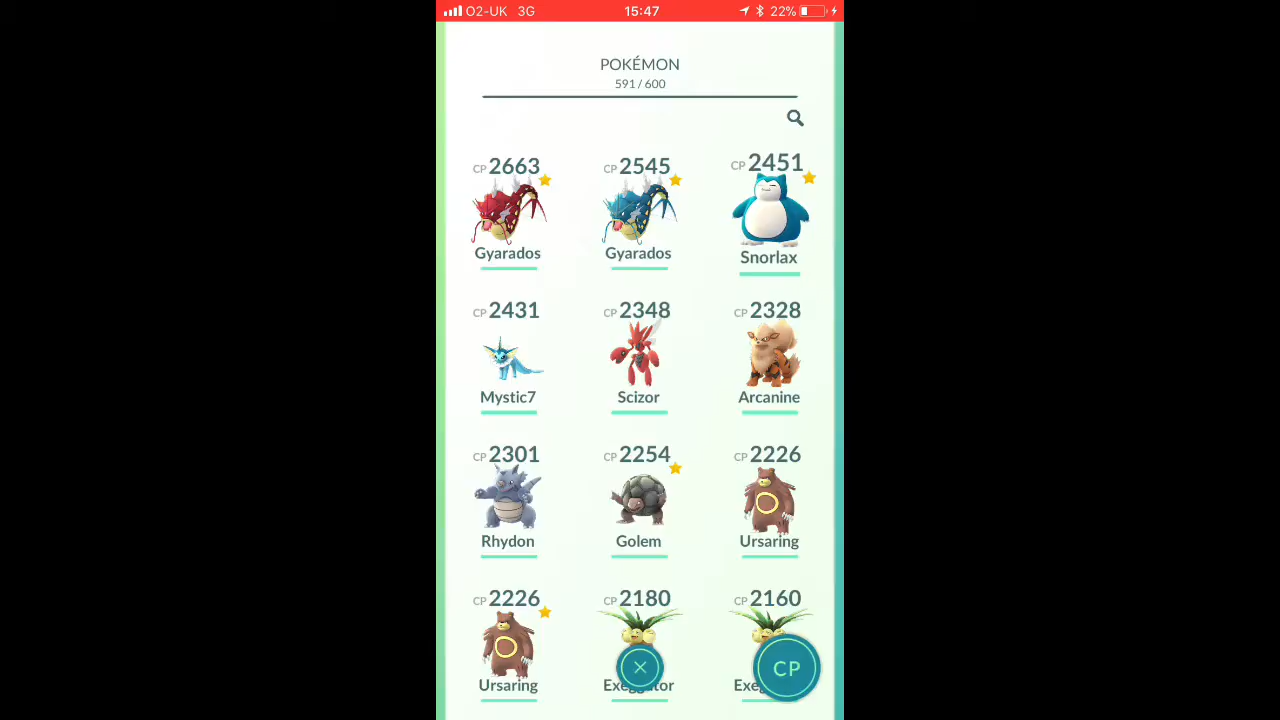 O2-UK 3G 15:47 22%
POKÉMON
591 / 600
CP 2663 CP 2545 CP 2451
Gyarados Gyarados Snorlax
CP 2431 CP 2348 CP 2328
Mystic7 Scizor Arcanine
CP 2301 CP 2254 CP 2226
Rhydon Golem Ursaring
CP 2226 CP 2180 CP 2160
CP
Ursaring Exeggutor